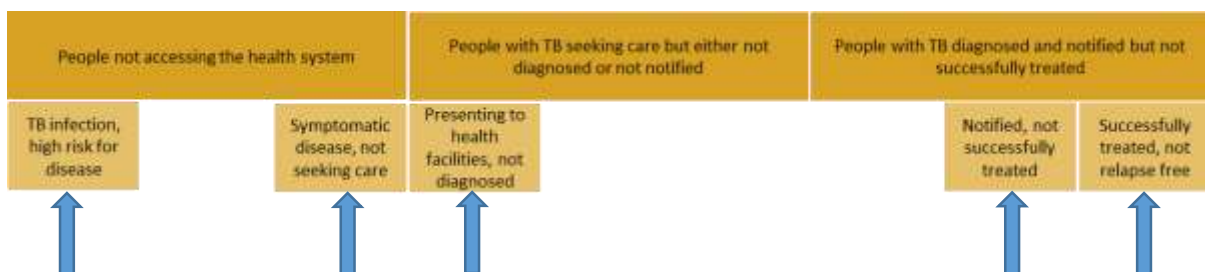 People not accessing the health system
People with TB seeking care but either not
diagnosed or not notified
People with TB diagnosed and notified but not
successfully treated
TB infection,
high risk for
disease
Symptomatic
disease, not
seeking care
Presenting to
health
facilities, not
diagnosed
Notified, not
successfully
treated
Successfully
treated, not
relapse free